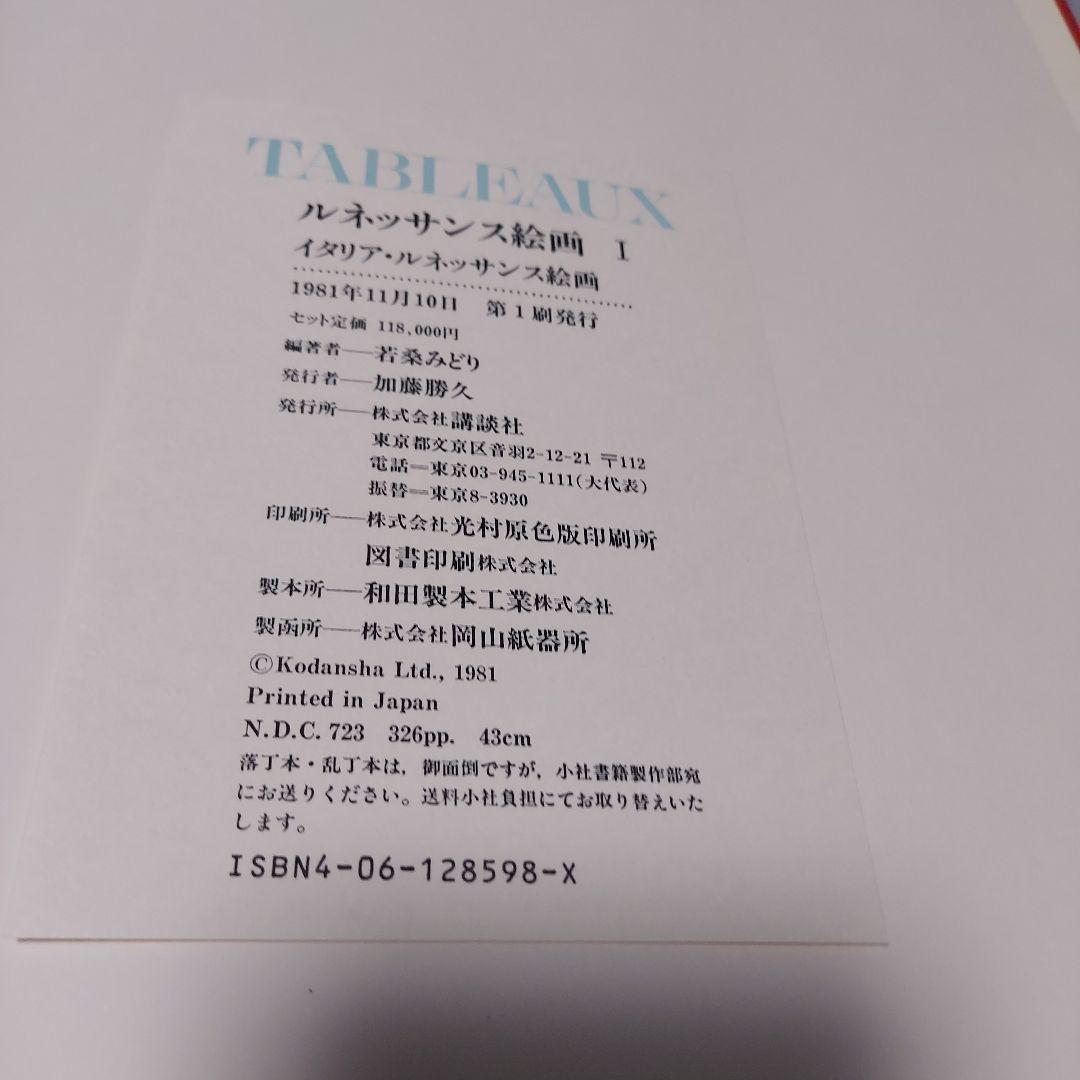 TABLEAUX
ルネッサンス絵画 I
イタリア・ルネッサンス絵画
1981年11月10日 第1刷発行
セット定価 118,000円
編著者──若桑みどり
発行者──加藤勝久
発行所──株式会社講談社
東京都文京区音羽2-12-21 〒112
電話═東京03-945-1111(大代表)
振替═東京8-3930
印刷所──株式会社光村原色版印刷所
図書印刷株式会社
製本所──和田製本工業株式会社
製函所──株式会社岡山紙器所
©Kodansha Ltd., 1981
Printed in Japan
N.D.C. 723 326pp. 43cm
落丁本・乱丁本は，御面倒ですが，小社書籍製作部宛
にお送りください。送料小社負担にてお取り替えいた
します。
ISBN4-06-128598-X